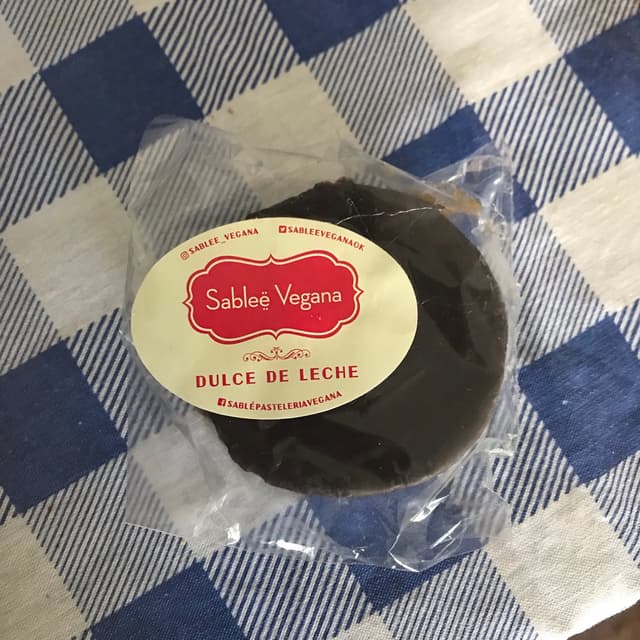 SABLEE_VEGANA
SABLEEVEGANAOK
Sableë Vegana
DULCE DE LECHE
SABLÉPASTELERIAVEGANA